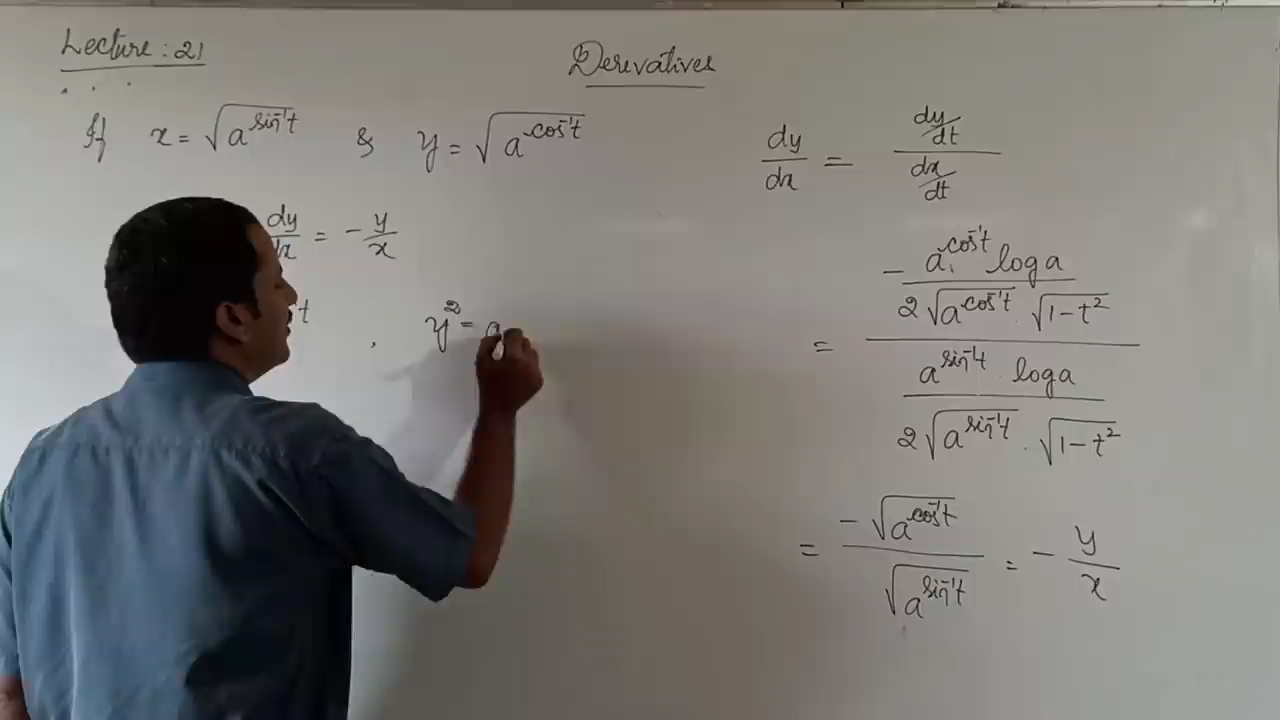 Lecture : 21
Derivatives
If x = √a^sin⁻¹t & y = √a^cos⁻¹t
dy/dx = - y/x
t , y² = a
dy/dx = (dy/dt)/(dx/dt)
= (- a^cos⁻¹t log a / 2√a^cos⁻¹t . √1-t²) / (a^sin⁻¹t . log a / 2√a^sin⁻¹t . √1-t²)
= - √a^cos⁻¹t / √a^sin⁻¹t = - y/x